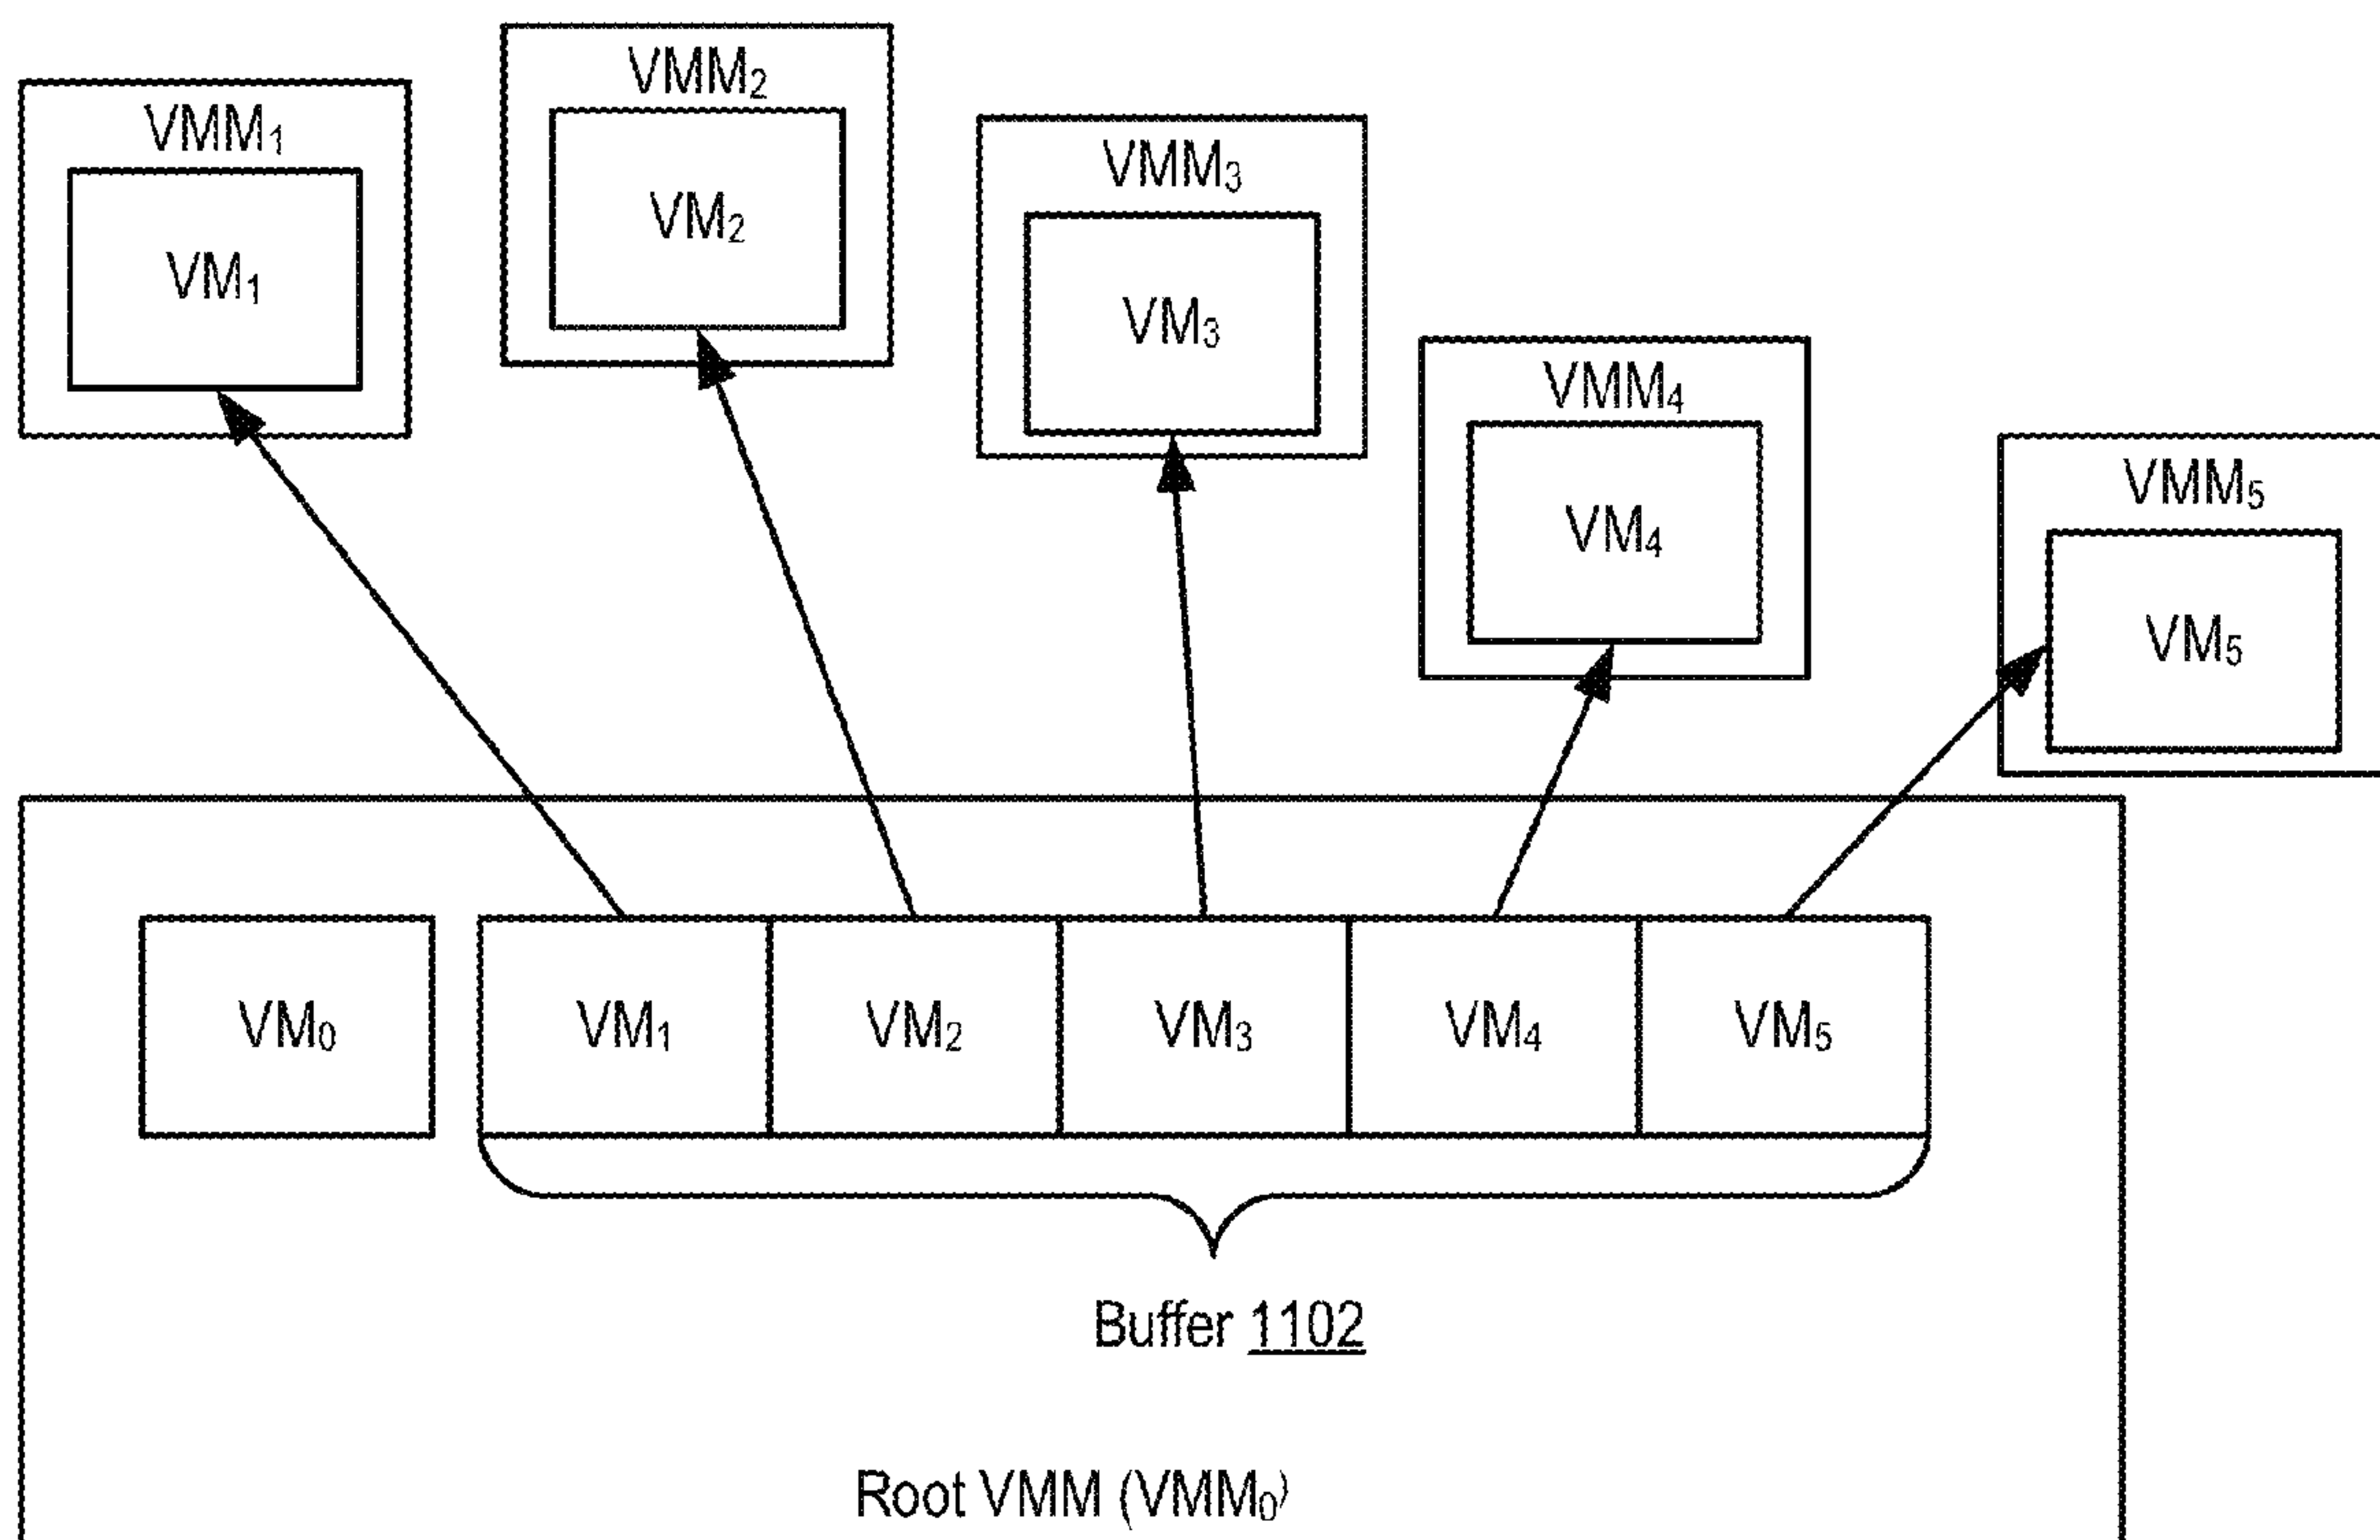 VMM₁
VM₁
VMM₂
VM₂
VMM₃
VM₃
VMM₄
VM₄
VMM₅
VM₅
VM₀
VM₁
VM₂
VM₃
VM₄
VM₅
Buffer 1102
Root VMM (VMM₀)